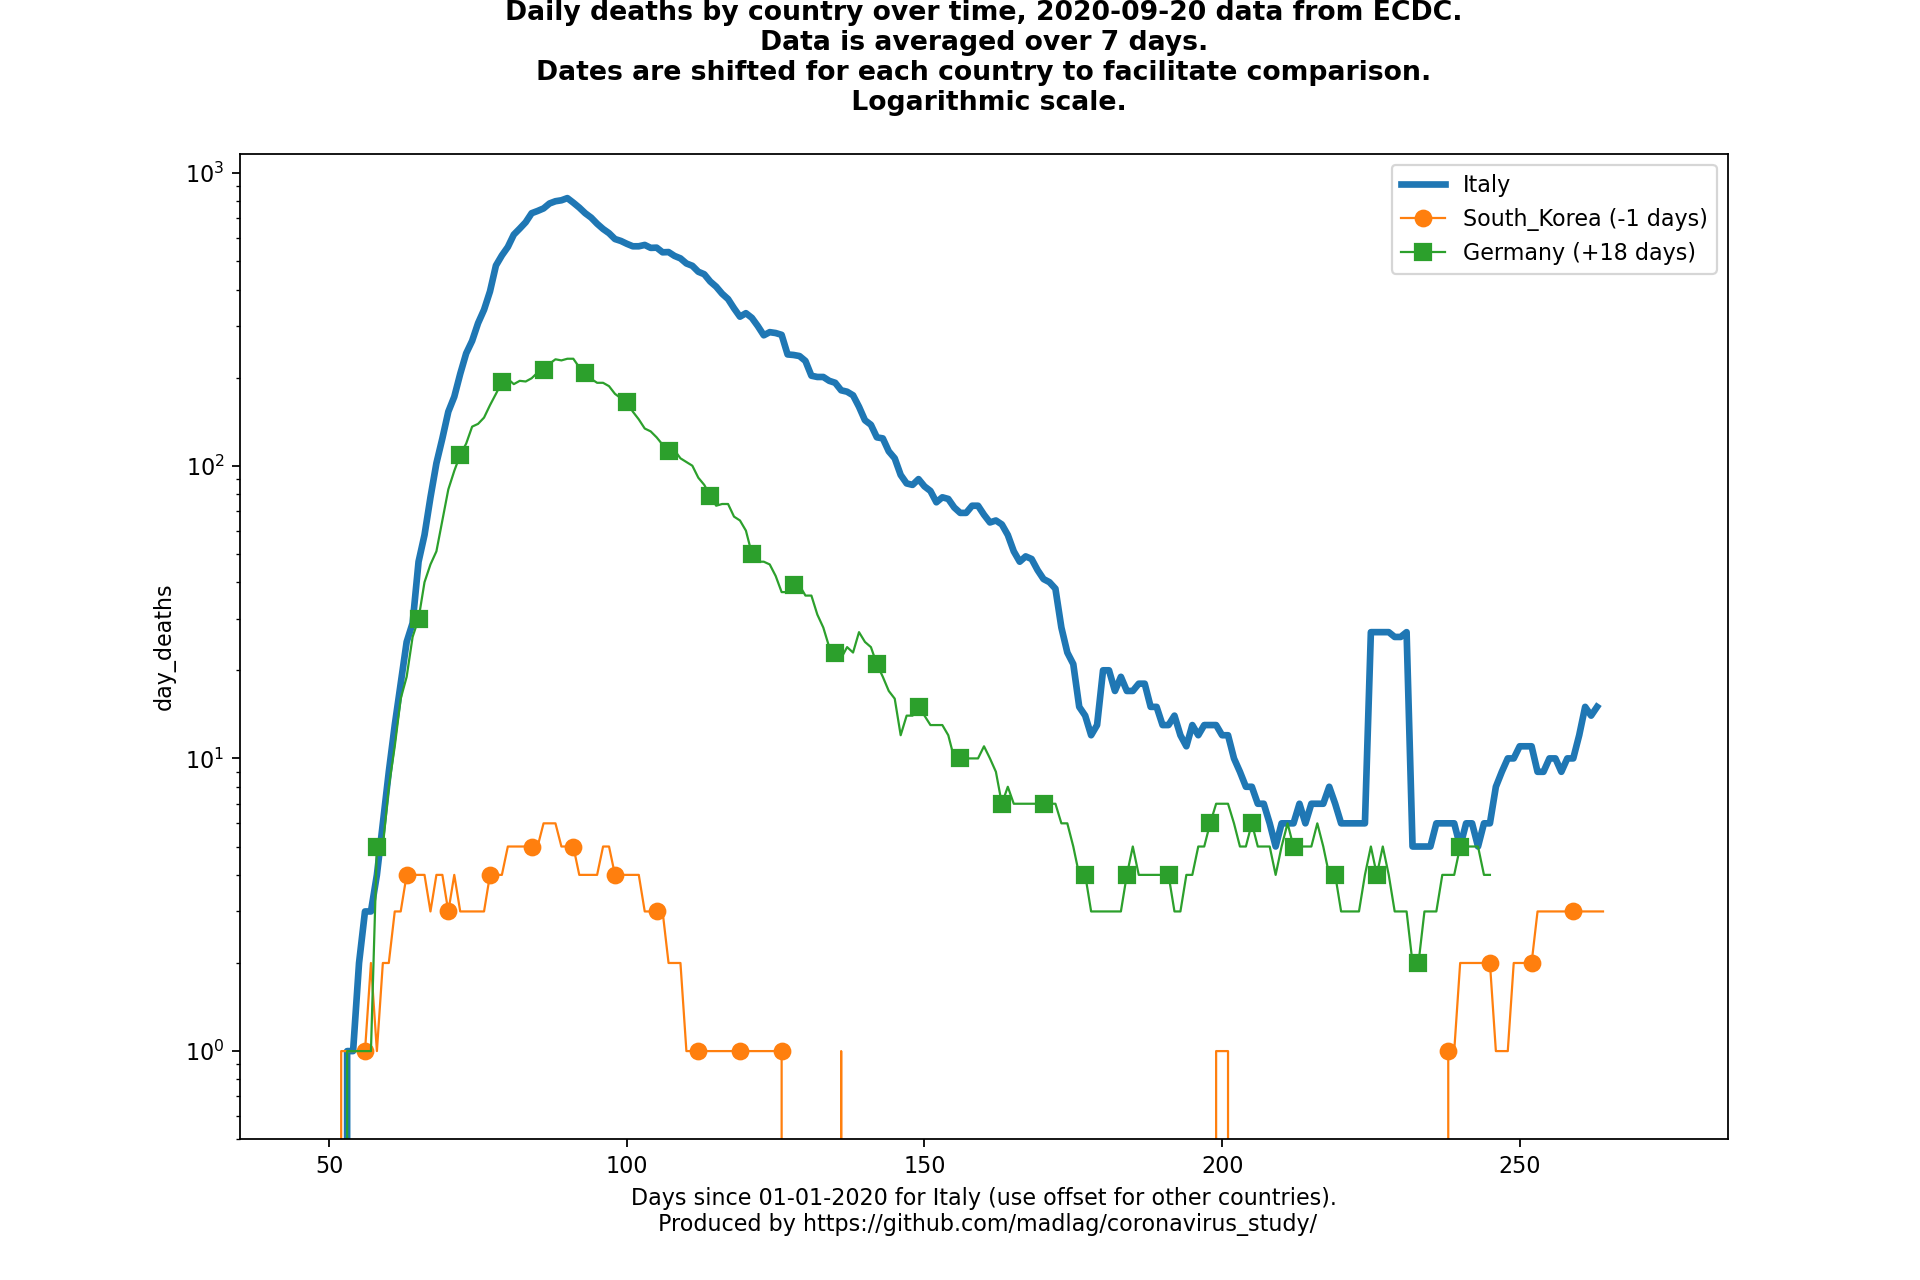 Daily deaths by country over time, 2020-09-20 data from ECDC.
Data is averaged over 7 days.
Dates are shifted for each country to facilitate comparison.
Logarithmic scale.
Italy
South_Korea (-1 days)
Germany (+18 days)
10³
10²
10¹
10⁰
day_deaths
50 100 150 200 250
Days since 01-01-2020 for Italy (use offset for other countries).
Produced by https://github.com/madlag/coronavirus_study/